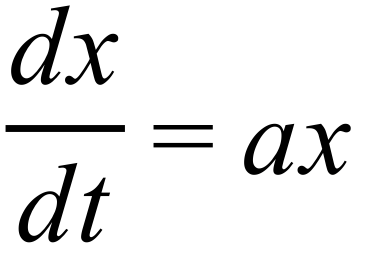 dx/dt = ax